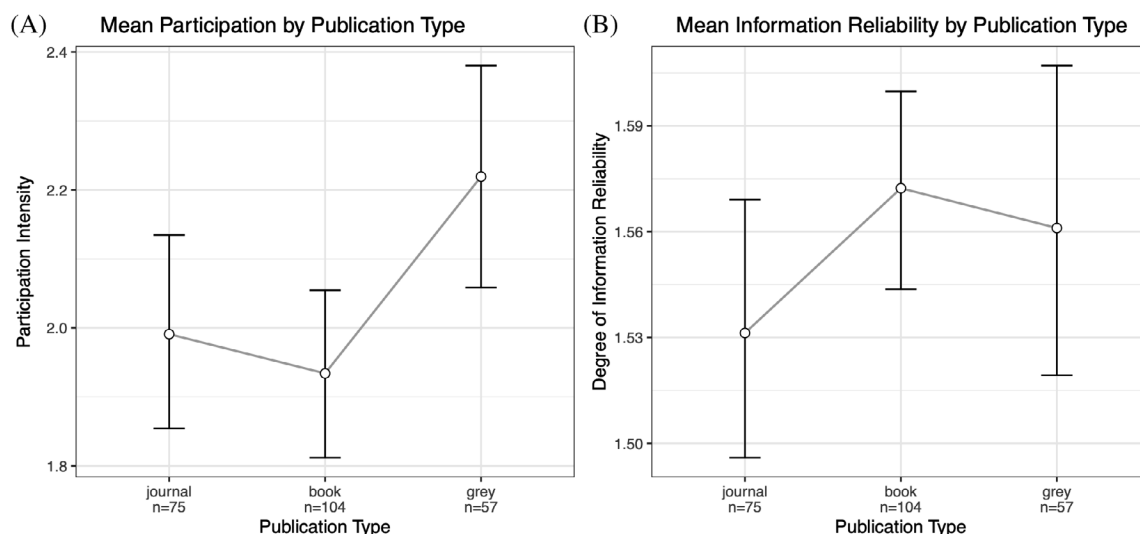 (A) Mean Participation by Publication Type
Participation Intensity
2.4
2.2
2.0
1.8
journal
n=75
book
n=104
grey
n=57
Publication Type
(B) Mean Information Reliability by Publication Type
Degree of Information Reliability
1.59
1.56
1.53
1.50
journal
n=75
book
n=104
grey
n=57
Publication Type